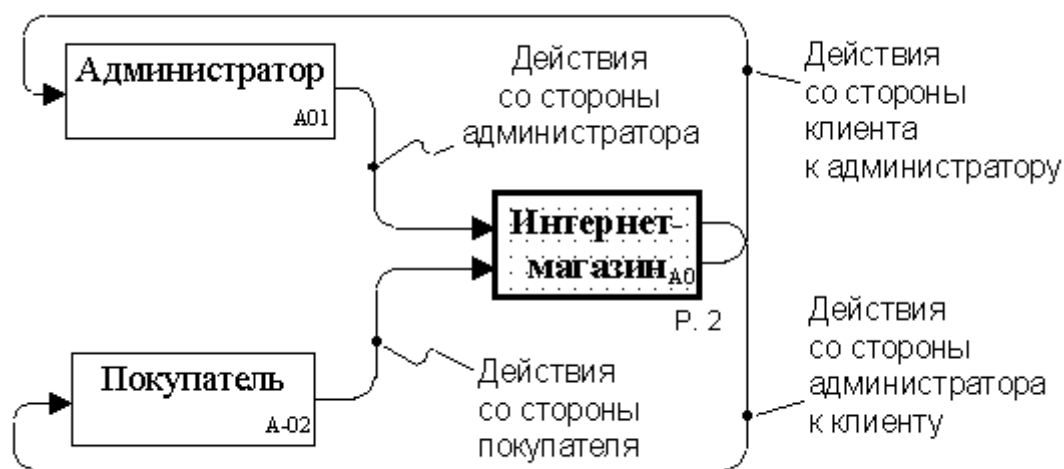 Администратор
A01
Действия
со стороны
администратора
Действия
со стороны
клиента
к администратору
Интернет-
магазин
A0
P. 2
Покупатель
A-02
Действия
со стороны
покупателя
Действия
со стороны
администратора
к клиенту